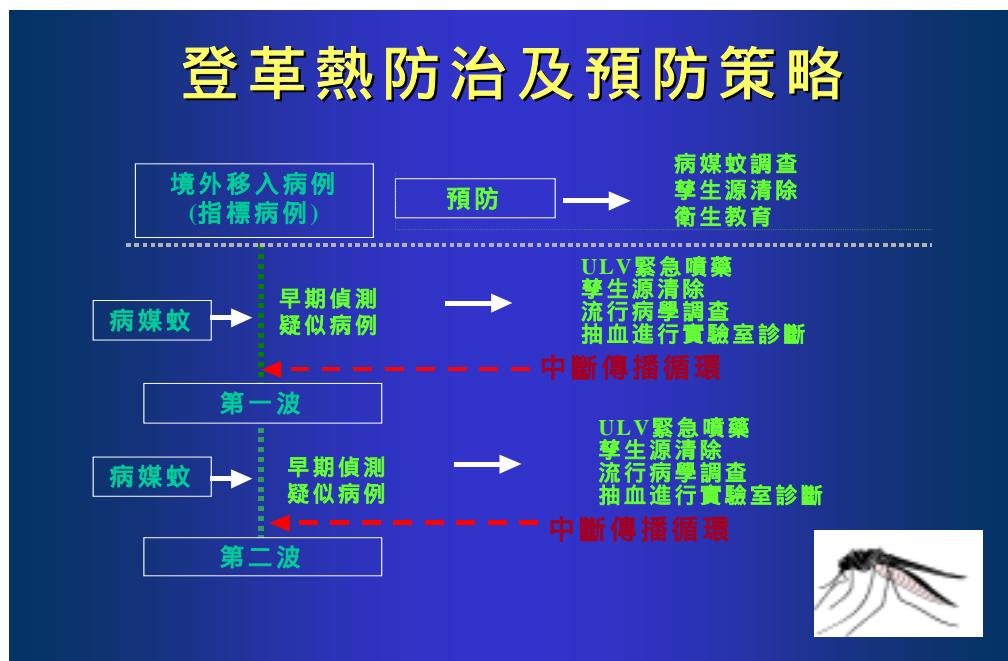 登革熱防治及預防策略
境外移入病例
(指標病例)
預防
病媒蚊調查
孳生源清除
衛生教育
病媒蚊
早期偵測
疑似病例
ULV緊急噴藥
孳生源清除
流行病學調查
抽血進行實驗室診斷
中斷傳播循環
第一波
病媒蚊
早期偵測
疑似病例
ULV緊急噴藥
孳生源清除
流行病學調查
抽血進行實驗室診斷
中斷傳播循環
第二波